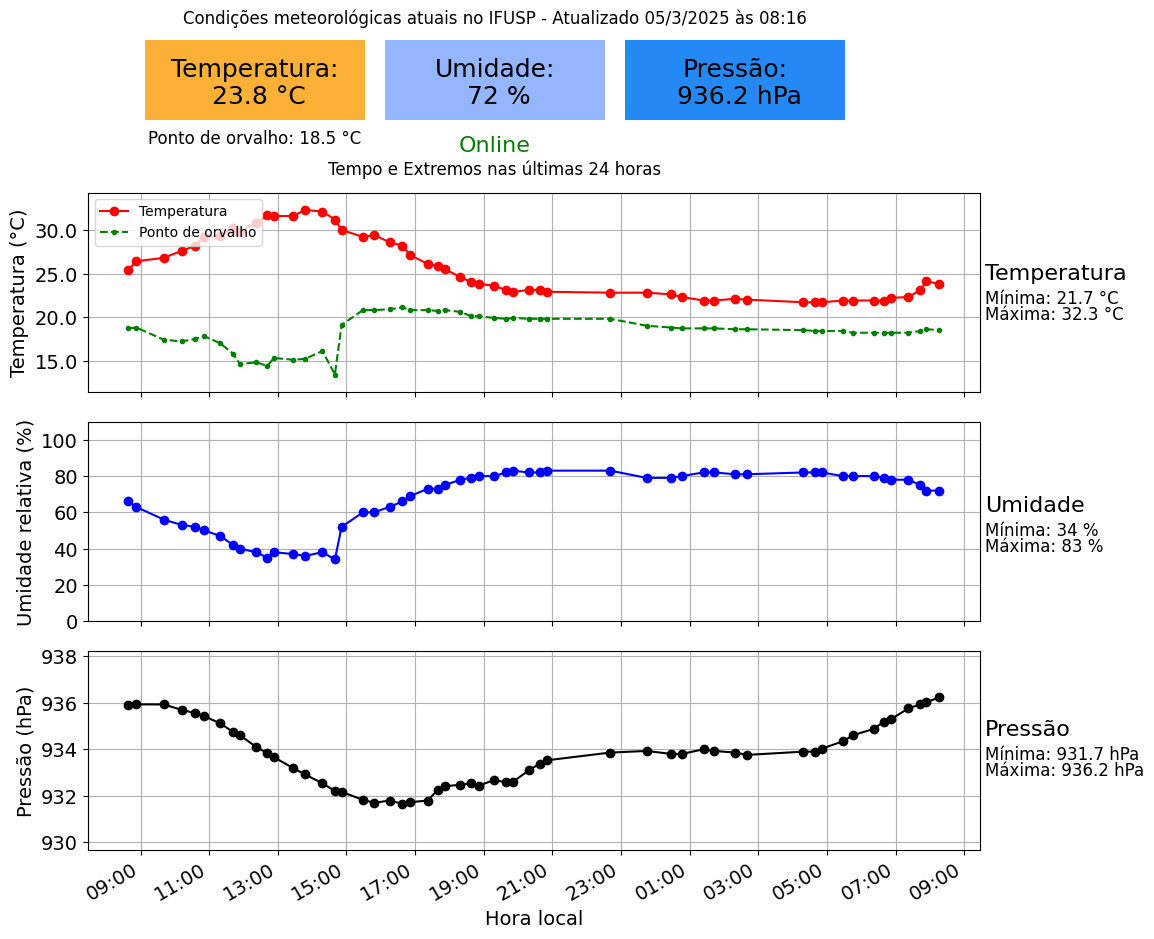 Condições meteorológicas atuais no IFUSP - Atualizado 05/3/2025 às 08:16
Temperatura:
23.8 °C
Umidade:
72 %
Pressão:
936.2 hPa
Ponto de orvalho: 18.5 °C
Online
Tempo e Extremos nas últimas 24 horas
Temperatura (°C)
30.0
25.0
20.0
15.0
Temperatura
Ponto de orvalho
Temperatura
Mínima: 21.7 °C
Máxima: 32.3 °C
Umidade relativa (%)
100
80
60
40
20
0
Umidade
Mínima: 34 %
Máxima: 83 %
Pressão (hPa)
938
936
934
932
930
Pressão
Mínima: 931.7 hPa
Máxima: 936.2 hPa
09:00
11:00
13:00
15:00
17:00
19:00
21:00
23:00
01:00
03:00
05:00
07:00
09:00
Hora local